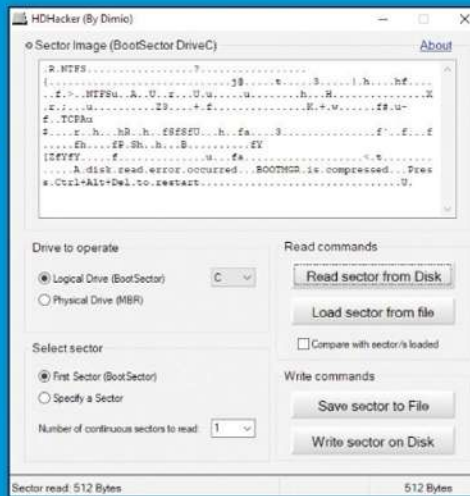 HDHacker (By Dimio)
Sector Image (BootSector DriveC)
About
.R.NTFS
A.disk.read.error.occurred...BOOTMGR.is.compressed...Pres
s.Ctrl+Alt+Del.to.restart
Drive to operate
Logical Drive (BootSector)
C
Physical Drive (MBR)
Select sector
First Sector (BootSector)
Specify a Sector
Number of continuous sectors to read:
1
Read commands
Read sector from Disk
Load sector from file
Compare with sector/s loaded
Write commands
Save sector to File
Write sector on Disk
Sector read: 512 Bytes
512 Bytes